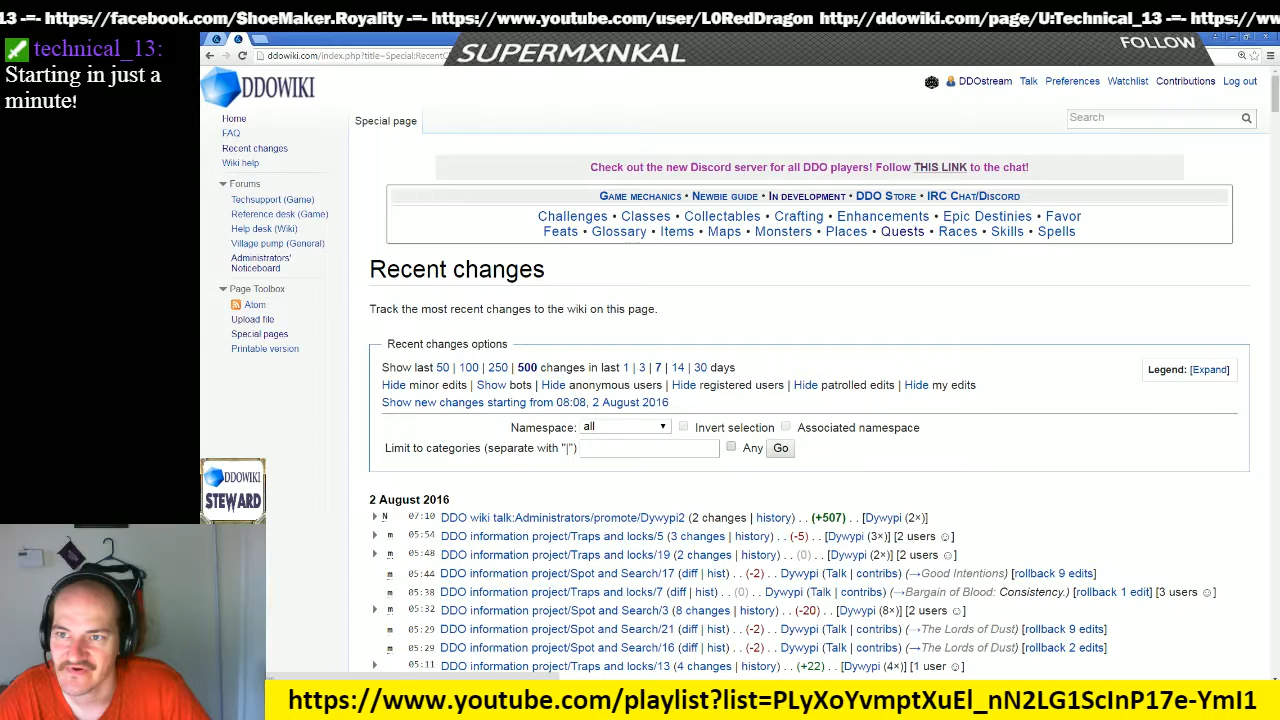 13 -=- https://facebook.com/ShoeMaker.Royality -=- https://www.youtube.com/user/L0RedDragon http://ddowiki.com/page/U:Technical_13 -=- https://ww
technical_13:
Starting in just a
minute!
ddowiki.com/index.php?title=Special:Recent
SUPERMXNKAL
FOLLOW
DDOWIKI
DDOstream Talk Preferences Watchlist Contributions Log out
Home
FAQ
Recent changes
Wiki help
Forums
Techsupport (Game)
Reference desk (Game)
Help desk (Wiki)
Village pump (General)
Administrators'
Noticeboard
Page Toolbox
Atom
Upload file
Special pages
Printable version
DDOWIKI
STEWARD
Special page
Search
Check out the new Discord server for all DDO players! Follow THIS LINK to the chat!
Game mechanics • Newbie guide • In development • DDO Store • IRC Chat/Discord
Challenges • Classes • Collectables • Crafting • Enhancements • Epic Destinies • Favor
Feats • Glossary • Items • Maps • Monsters • Places • Quests • Races • Skills • Spells
Recent changes
Track the most recent changes to the wiki on this page.
Recent changes options
Show last 50 | 100 | 250 | 500 changes in last 1 | 3 | 7 | 14 | 30 days
Hide minor edits | Show bots | Hide anonymous users | Hide registered users | Hide patrolled edits | Hide my edits
Show new changes starting from 08:08, 2 August 2016
Legend: [Expand]
Namespace: all Invert selection Associated namespace
Limit to categories (separate with "|") Any Go
2 August 2016
N 07:10 DDO wiki talk:Administrators/promote/Dywypi2 (2 changes | history) . . (+507) . . [Dywypi (2×)]
m 05:54 DDO information project/Traps and locks/5 (3 changes | history) . . (-5) . . [Dywypi (3×)] [2 users ☺]
m 05:48 DDO information project/Traps and locks/19 (2 changes | history) . . (0) . . [Dywypi (2×)] [2 users ☺]
m 05:44 DDO information project/Spot and Search/17 (diff | hist) . . (-2) . . Dywypi (Talk | contribs) (→Good Intentions) [rollback 9 edits]
m 05:38 DDO information project/Traps and locks/7 (diff | hist) . . (0) . . Dywypi (Talk | contribs) (→Bargain of Blood: Consistency.) [rollback 1 edit] [3 users ☺]
m 05:32 DDO information project/Spot and Search/3 (8 changes | history) . . (-20) . . [Dywypi (8×)] [2 users ☺]
m 05:29 DDO information project/Spot and Search/21 (diff | hist) . . (-2) . . Dywypi (Talk | contribs) (→The Lords of Dust) [rollback 9 edits]
m 05:29 DDO information project/Spot and Search/16 (diff | hist) . . (-2) . . Dywypi (Talk | contribs) (→The Lords of Dust) [rollback 2 edits]
05:11 DDO information project/Traps and locks/13 (4 changes | history) . . (+22) . . [Dywypi (4×)] [1 user ☺]
https://www.youtube.com/playlist?list=PLyXoYvmptXuEl_nN2LG1ScInP17e-YmI1